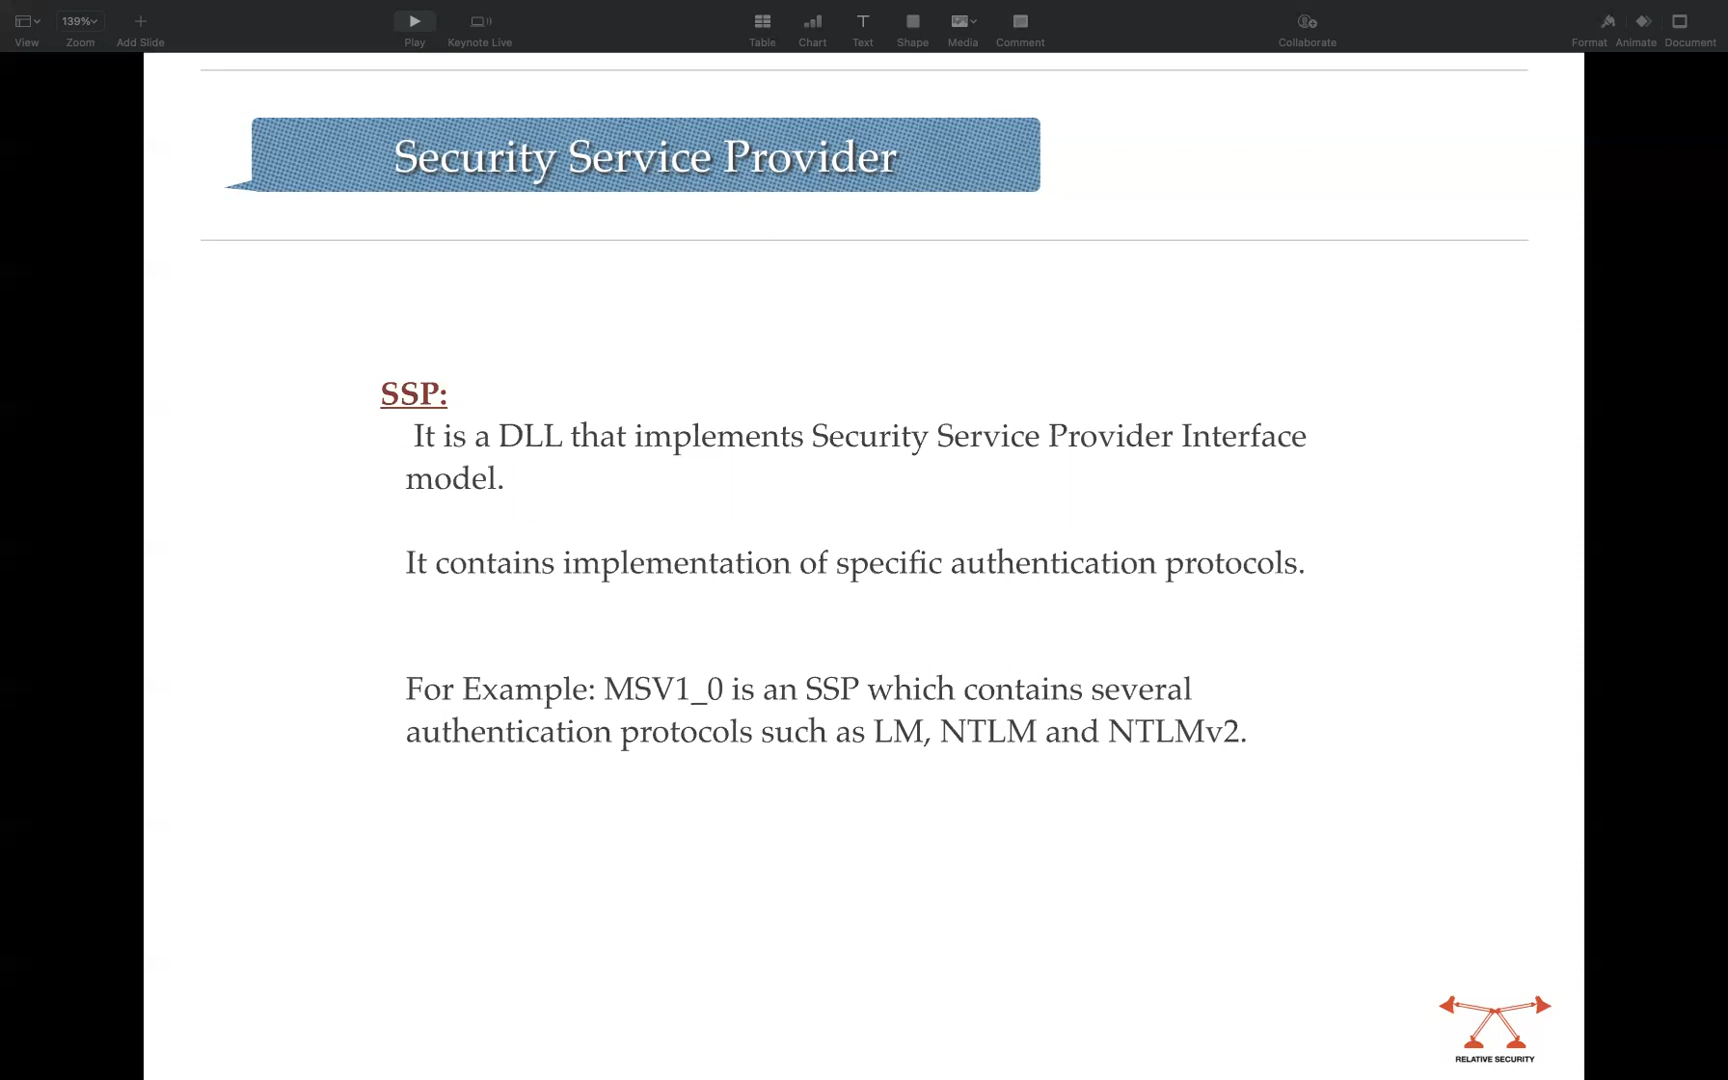 139%
View
Zoom
Add Slide
Play
Keynote Live
Table
Chart
Text
Shape
Media
Comment
Collaborate
Format
Animate
Document
Security Service Provider
SSP:
It is a DLL that implements Security Service Provider Interface
model.
It contains implementation of specific authentication protocols.
For Example: MSV1_0 is an SSP which contains several
authentication protocols such as LM, NTLM and NTLMv2.
RELATIVE SECURITY